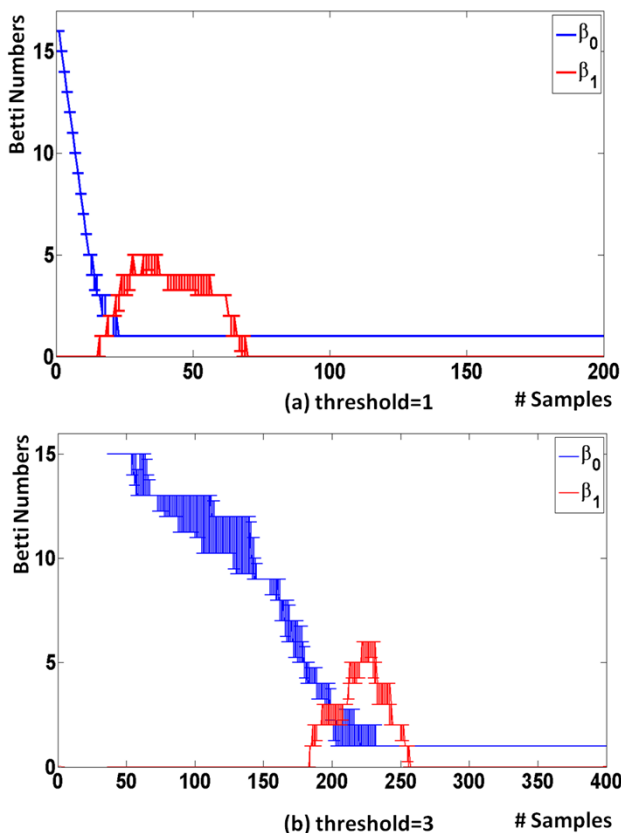 Betti Numbers
15
10
5
0
β0
β1
0
50
100
150
200
(a) threshold=1
# Samples
Betti Numbers
15
10
5
0
β0
β1
0
50
100
150
200
250
300
350
400
(b) threshold=3
# Samples